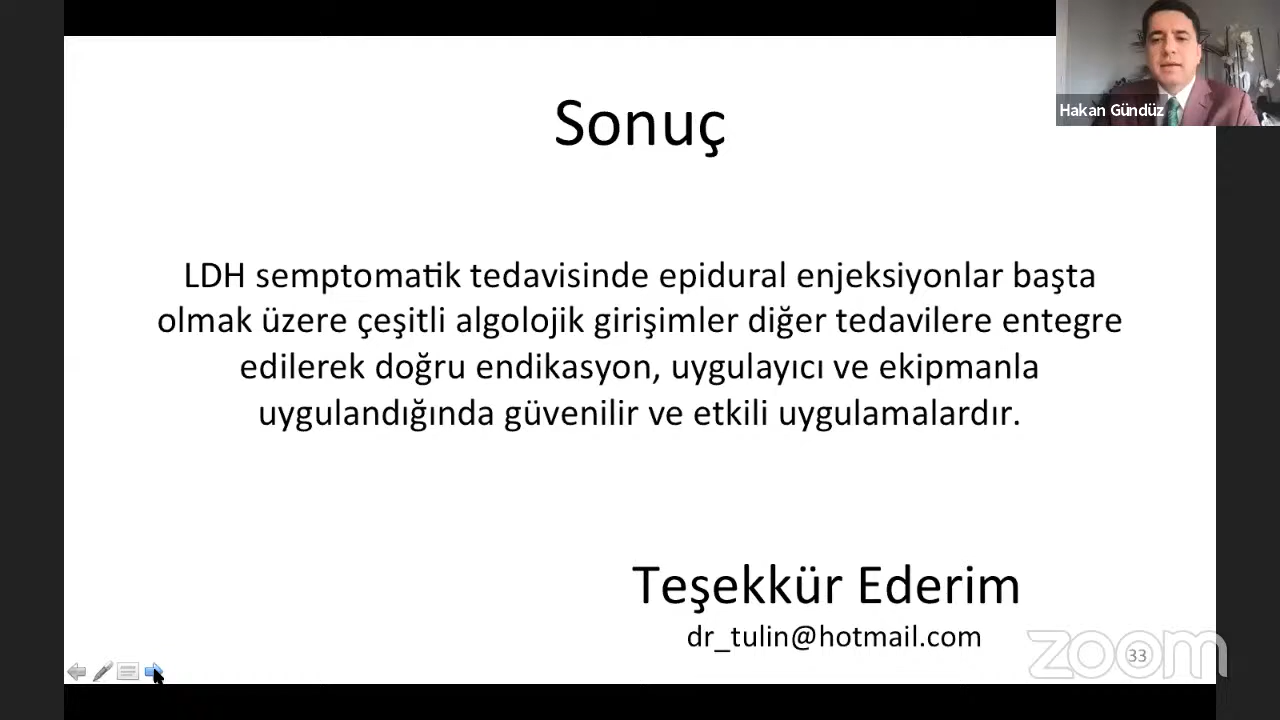 Hakan Gündüz
Sonuç
LDH semptomatik tedavisinde epidural enjeksiyonlar başta
olmak üzere çeşitli algolojik girişimler diğer tedavilere entegre
edilerek doğru endikasyon, uygulayıcı ve ekipmanla
uygulandığında güvenilir ve etkili uygulamalardır.
Teşekkür Ederim
dr_tulin@hotmail.com
zoom
33